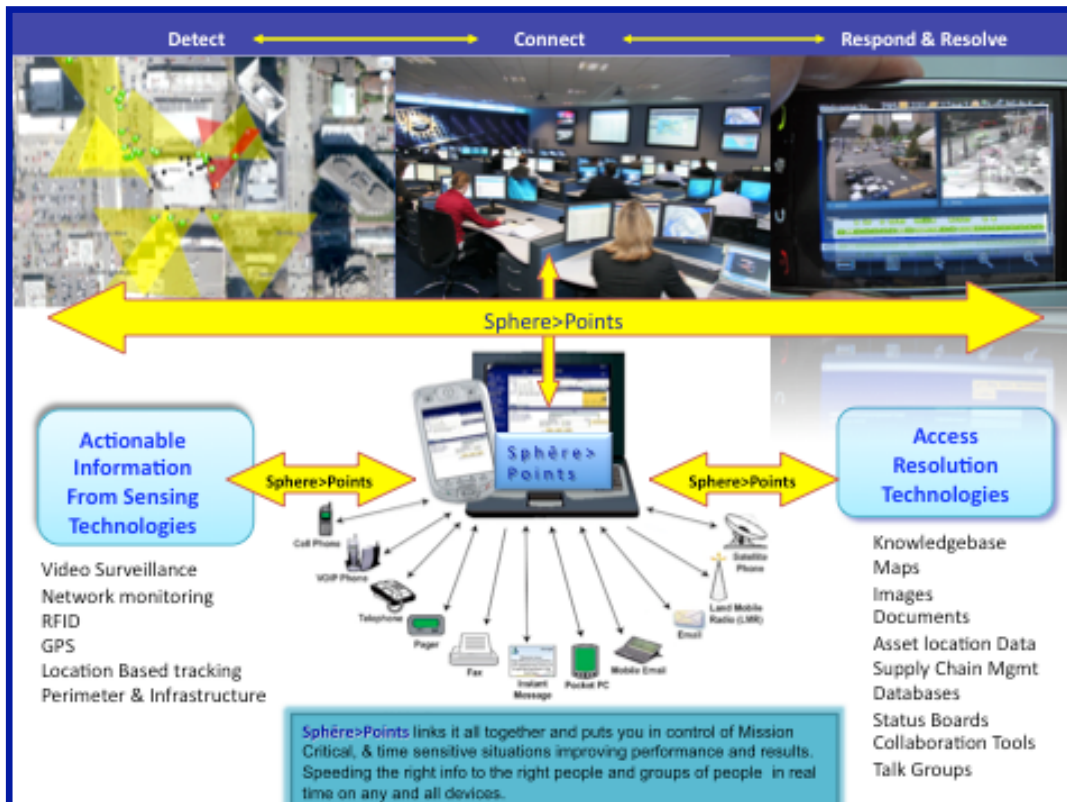 Detect
Connect
Respond & Resolve
Sphere>Points
Actionable
Information
From Sensing
Technologies
Sphere>Points
Sphēre>
Points
Sphere>Points
Access
Resolution
Technologies
Video Surveillance
Network monitoring
RFID
GPS
Location Based tracking
Perimeter & Infrastructure
Cell Phone
VOIP Phone
Telephone
Pager
Fax
Instant
Message
Pocket PC
Mobile Email
Email
Land Mobile
Radio (LMR)
Satellite
Phone
Knowledgebase
Maps
Images
Documents
Asset location Data
Supply Chain Mgmt
Databases
Status Boards
Collaboration Tools
Talk Groups
Sphēre>Points links it all together and puts you in control of Mission
Critical, & time sensitive situations improving performance and results.
Speeding the right info to the right people and groups of people in real
time on any and all devices.